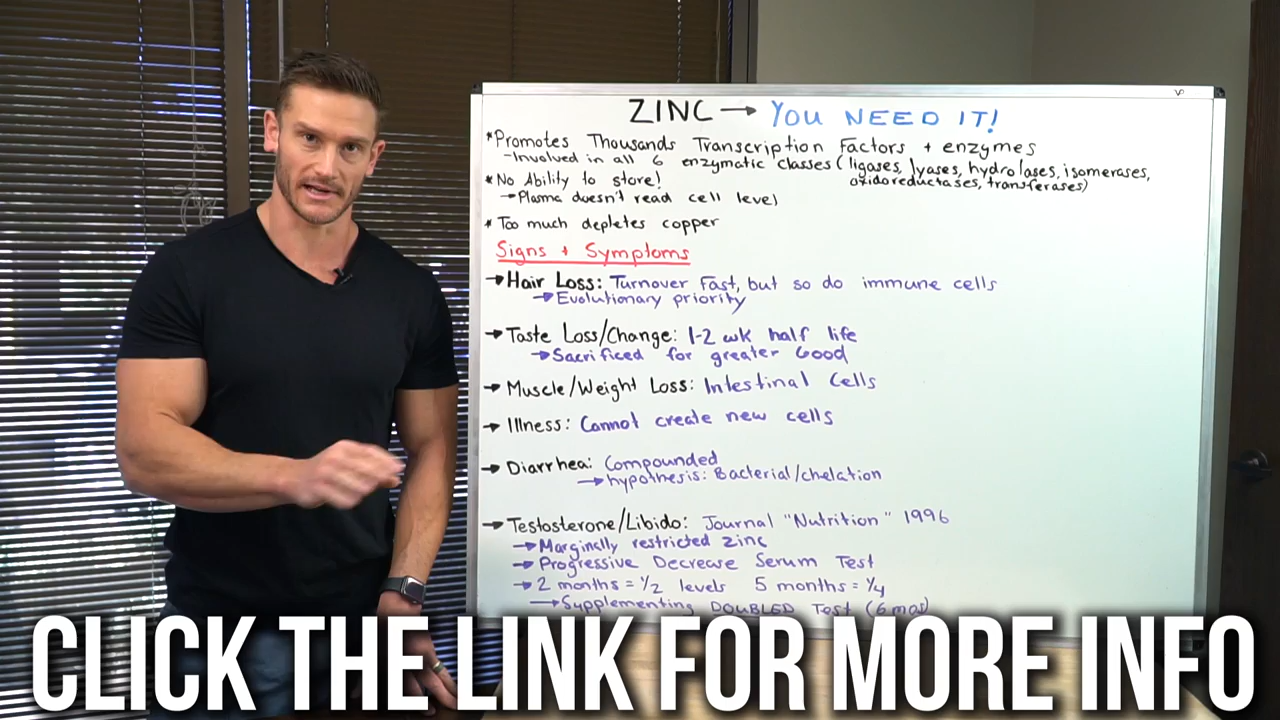 ZINC → YOU NEED IT!
*Promotes Thousands Transcription Factors + enzymes
-Involved in all 6 enzymatic classes (ligases, lyases, hydrolases, isomerases,
oxidoreductases, transferases)
*No Ability to store!
→Plasma doesn't read cell level
*Too much depletes copper
Signs + Symptoms
→Hair Loss: Turnover Fast, but so do immune cells
→Evolutionary priority
→Taste Loss/Change: 1-2 wk half life
→Sacrificed for greater Good
→Muscle/Weight Loss: Intestinal Cells
→Illness: Cannot create new cells
→Diarrhea: Compounded
→hypothesis: Bacterial/chelation
→Testosterone/Libido: Journal "Nutrition" 1996
→Marginally restricted zinc
→Progressive Decrease Serum Test
→2 months = 1/2 levels 5 months = 1/4
→Supplementing DOUBLED Test (6 mos)
CLICK THE LINK FOR MORE INFO